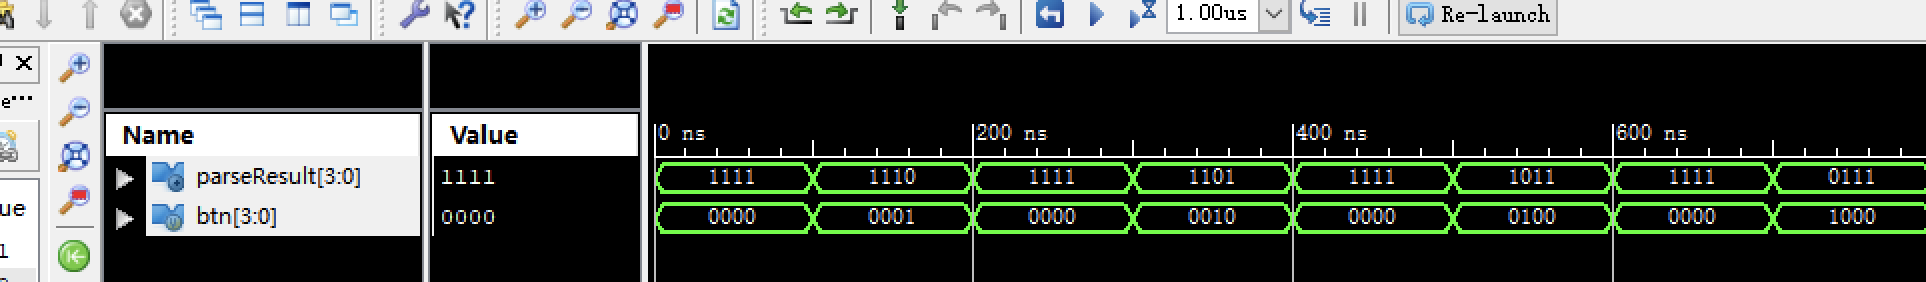 1.00us Re-launch
e...
Name Value
0 ns 200 ns 400 ns 600 ns
parseResult[3:0] 1111 1111 1110 1111 1101 1111 1011 1111 0111
ue btn[3:0] 0000 0000 0001 0000 0010 0000 0100 0000 1000